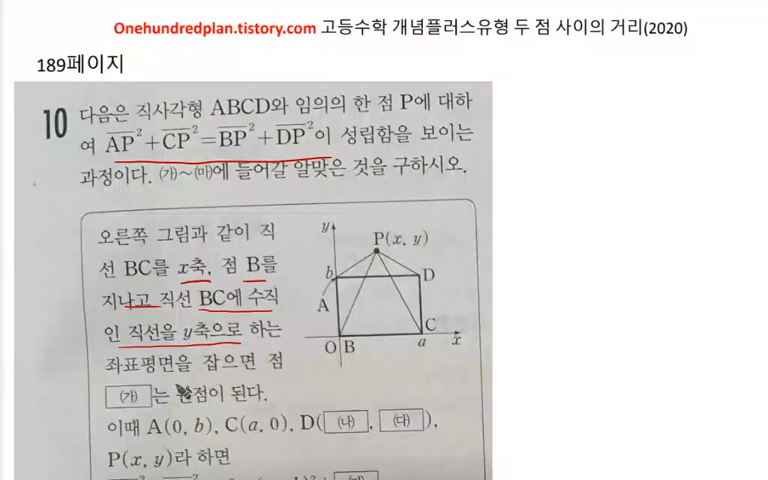 Onehundredplan.tistory.com 고등수학 개념플러스유형 두 점 사이의 거리(2020)
189페이지
10 다음은 직사각형 ABCD와 임의의 한 점 P에 대하
여 AP²+CP²=BP²+DP²이 성립함을 보이는
과정이다. ㈎~㈒에 들어갈 알맞은 것을 구하시오.
오른쪽 그림과 같이 직
선 BC를 x축, 점 B를
지나고 직선 BC에 수직
인 직선을 y축으로 하는
좌표평면을 잡으면 점
㈎는 원점이 된다.
이때 A(0, b), C(a, 0), D(㈏, ㈐),
P(x, y)라 하면
y
P(x, y)
b
D
A
C
O B a x